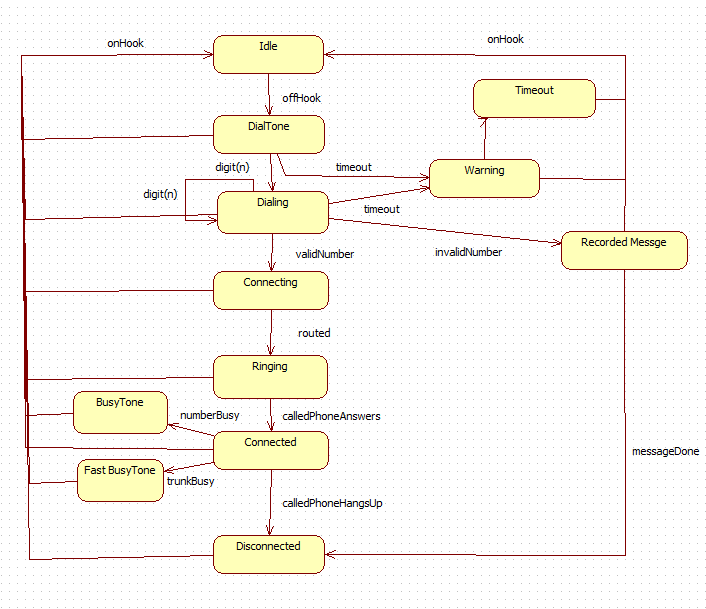 onHook
Idle
onHook
Timeout
offHook
DialTone
digit(n)
timeout
Warning
digit(n)
Dialing
timeout
Recorded Messge
validNumber
invalidNumber
Connecting
routed
Ringing
BusyTone
numberBusy
calledPhoneAnswers
Connected
messageDone
Fast BusyTone
trunkBusy
calledPhoneHangsUp
Disconnected